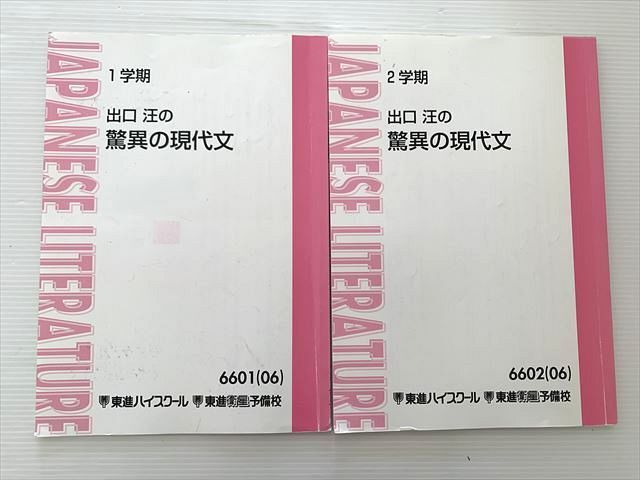 JAPANESE LITERATURE
1学期
出口 汪の
驚異の現代文
6601(06)
東進ハイスクール 東進衛星予備校
JAPANESE LITERATURE
2学期
出口 汪の
驚異の現代文
6602(06)
東進ハイスクール 東進衛星予備校